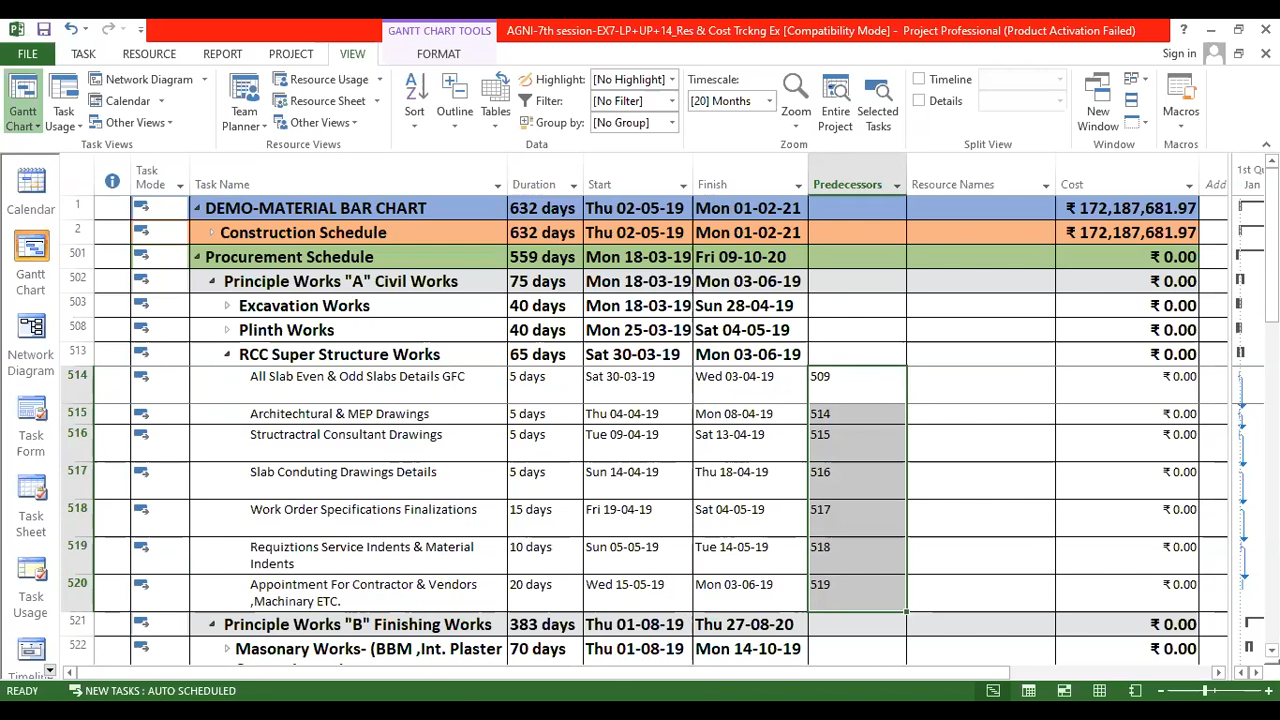 GANTT CHART TOOLS
AGNI-7th session-EX7-LP+UP+14_Res & Cost Trckng Ex [Compatibility Mode] - Project Professional (Product Activation Failed)
FILE TASK RESOURCE REPORT PROJECT VIEW FORMAT Sign in
Gantt Chart
Task Usage
Network Diagram
Calendar
Other Views
Task Views
Team Planner
Resource Usage
Resource Sheet
Other Views
Resource Views
Sort
Outline
Tables
Highlight: [No Highlight]
Filter: [No Filter]
Group by: [No Group]
Data
Timescale:
[20] Months
Zoom
Entire Project
Selected Tasks
Zoom
Timeline
Details
Split View
New Window
Window
Macros
Macros
Calendar
Gantt Chart
Network Diagram
Task Form
Task Sheet
Task Usage
Timeline
Task Mode Task Name Duration Start Finish Predecessors Resource Names Cost Add
1st Qu
Jan
1 DEMO-MATERIAL BAR CHART 632 days Thu 02-05-19 Mon 01-02-21 ₹ 172,187,681.97
2 Construction Schedule 632 days Thu 02-05-19 Mon 01-02-21 ₹ 172,187,681.97
501 Procurement Schedule 559 days Mon 18-03-19 Fri 09-10-20 ₹ 0.00
502 Principle Works "A" Civil Works 75 days Mon 18-03-19 Mon 03-06-19 ₹ 0.00
503 Excavation Works 40 days Mon 18-03-19 Sun 28-04-19 ₹ 0.00
508 Plinth Works 40 days Mon 25-03-19 Sat 04-05-19 ₹ 0.00
513 RCC Super Structure Works 65 days Sat 30-03-19 Mon 03-06-19 ₹ 0.00
514 All Slab Even & Odd Slabs Details GFC 5 days Sat 30-03-19 Wed 03-04-19 509 ₹ 0.00
515 Architechtural & MEP Drawings 5 days Thu 04-04-19 Mon 08-04-19 514 ₹ 0.00
516 Structractral Consultant Drawings 5 days Tue 09-04-19 Sat 13-04-19 515 ₹ 0.00
517 Slab Conduting Drawings Details 5 days Sun 14-04-19 Thu 18-04-19 516 ₹ 0.00
518 Work Order Specifications Finalizations 15 days Fri 19-04-19 Sat 04-05-19 517 ₹ 0.00
519 Requiztions Service Indents & Material 10 days Sun 05-05-19 Tue 14-05-19 518 ₹ 0.00
Indents
520 Appointment For Contractor & Vendors 20 days Wed 15-05-19 Mon 03-06-19 519 ₹ 0.00
,Machinary ETC.
521 Principle Works "B" Finishing Works 383 days Thu 01-08-19 Thu 27-08-20 ₹ 0.00
522 Masonary Works- (BBM ,Int. Plaster 70 days Thu 01-08-19 Mon 14-10-19 ₹ 0.00
READY NEW TASKS : AUTO SCHEDULED